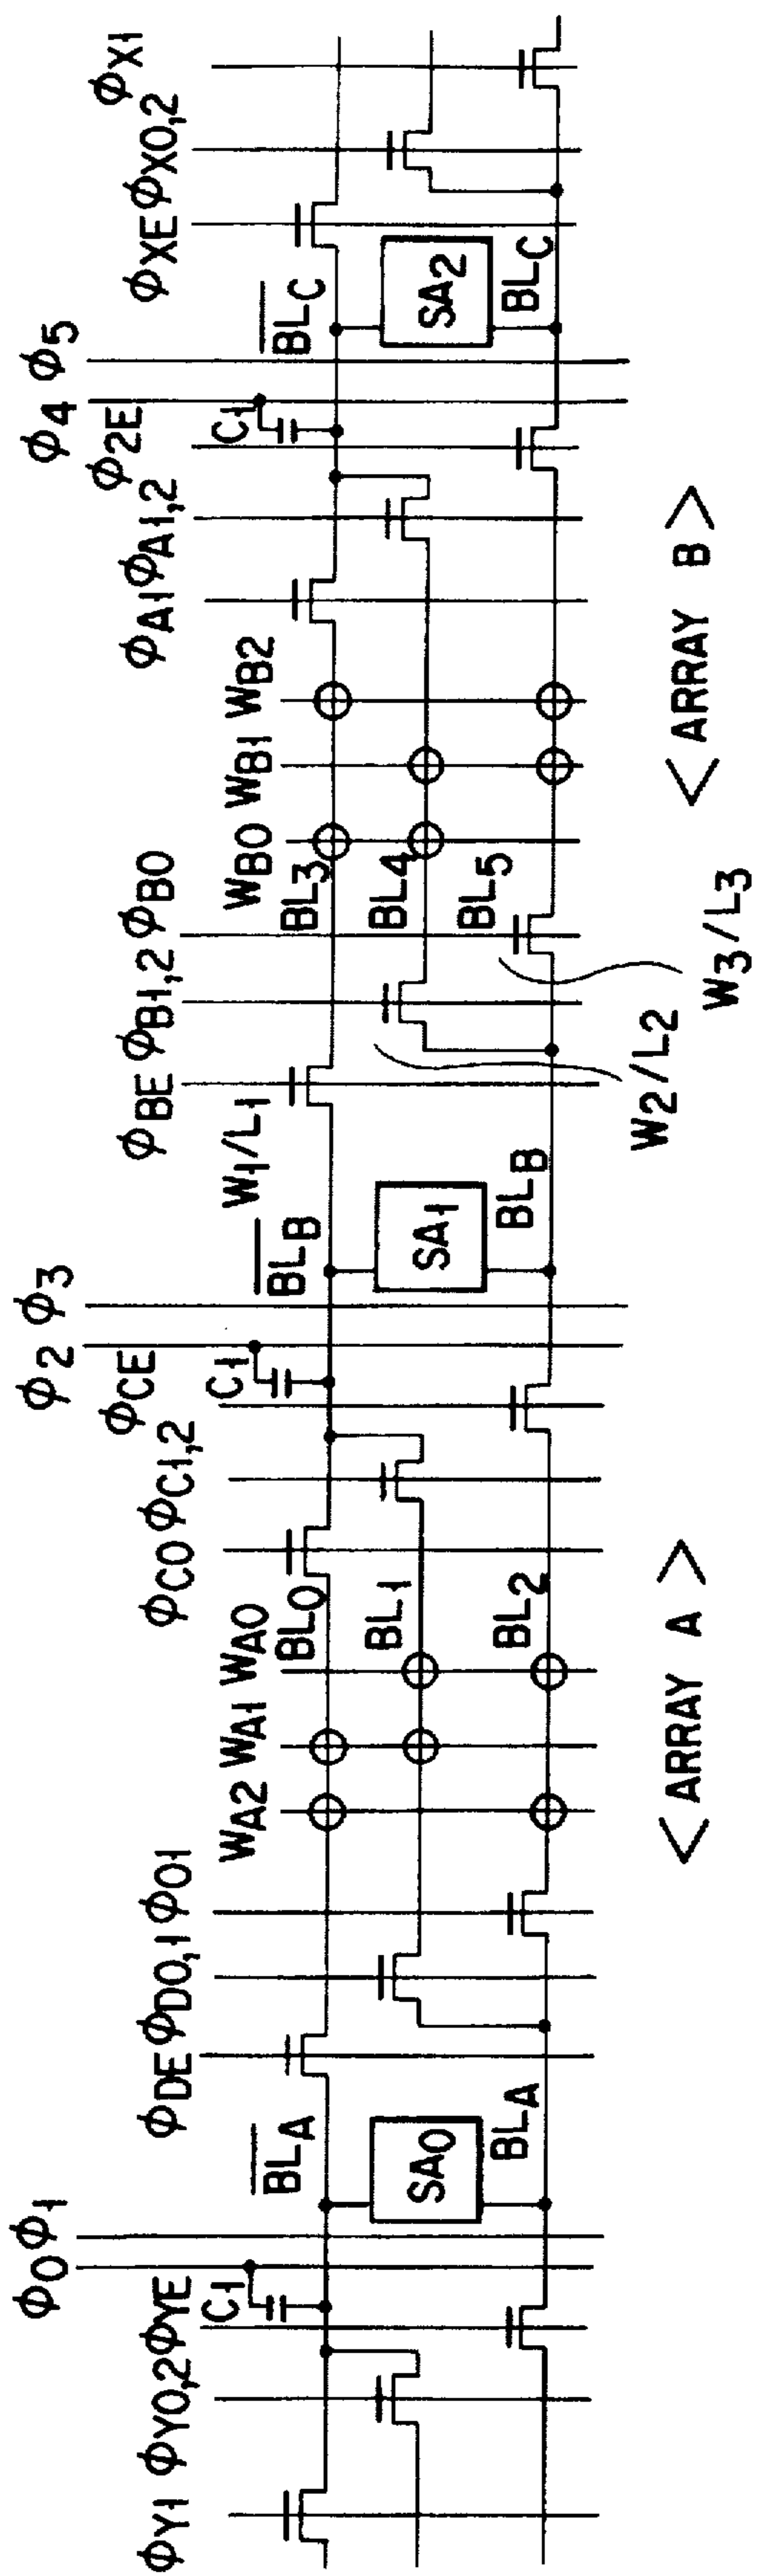 φ0 φ1 φ2 φ3 φ4 φ5
φY1 φY0,2 φYE φDE φD0,1 φ01 φC0 φC1,2 φCE φBE φB1,2 φB0 φA1 φA1,2 φ2E φXE φX0,2 φX1
C1 B̅L̅A WA2 WA1 WA0 C1 B̅L̅B W1/L1 WB0 WB1 WB2 C1 B̅L̅C
BL0 BL3
SA0 BL1 SA1 BL4 SA2
BLA BL2 BLB BL5 BLC
W2/L2 W3/L3
<ARRAY A> <ARRAY B>